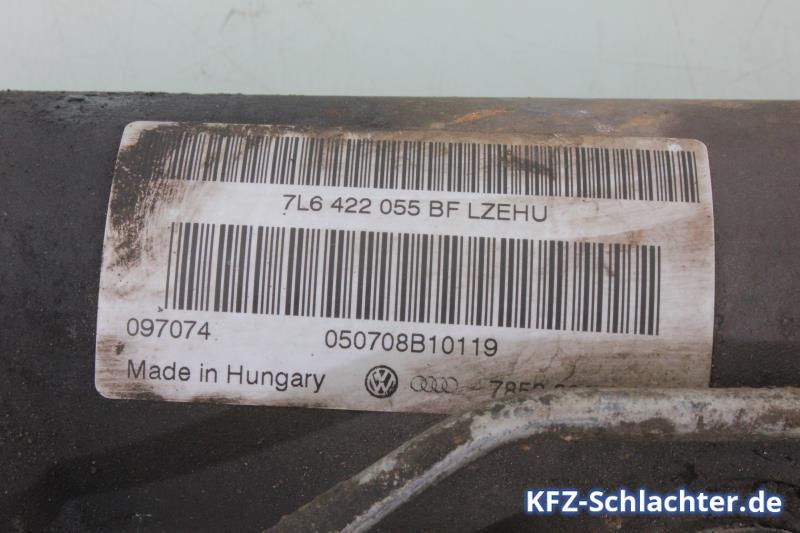 7L6 422 055 BF LZEHU
097074 050708B10119
Made in Hungary
KFZ-Schlachter.de